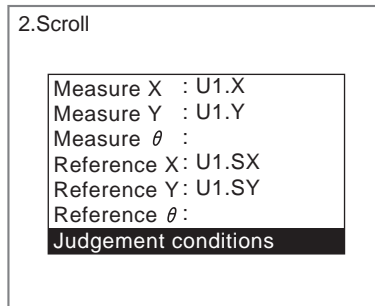 2.Scroll
Measure X : U1.X
Measure Y : U1.Y
Measure θ :
Reference X: U1.SX
Reference Y: U1.SY
Reference θ:
Judgement conditions